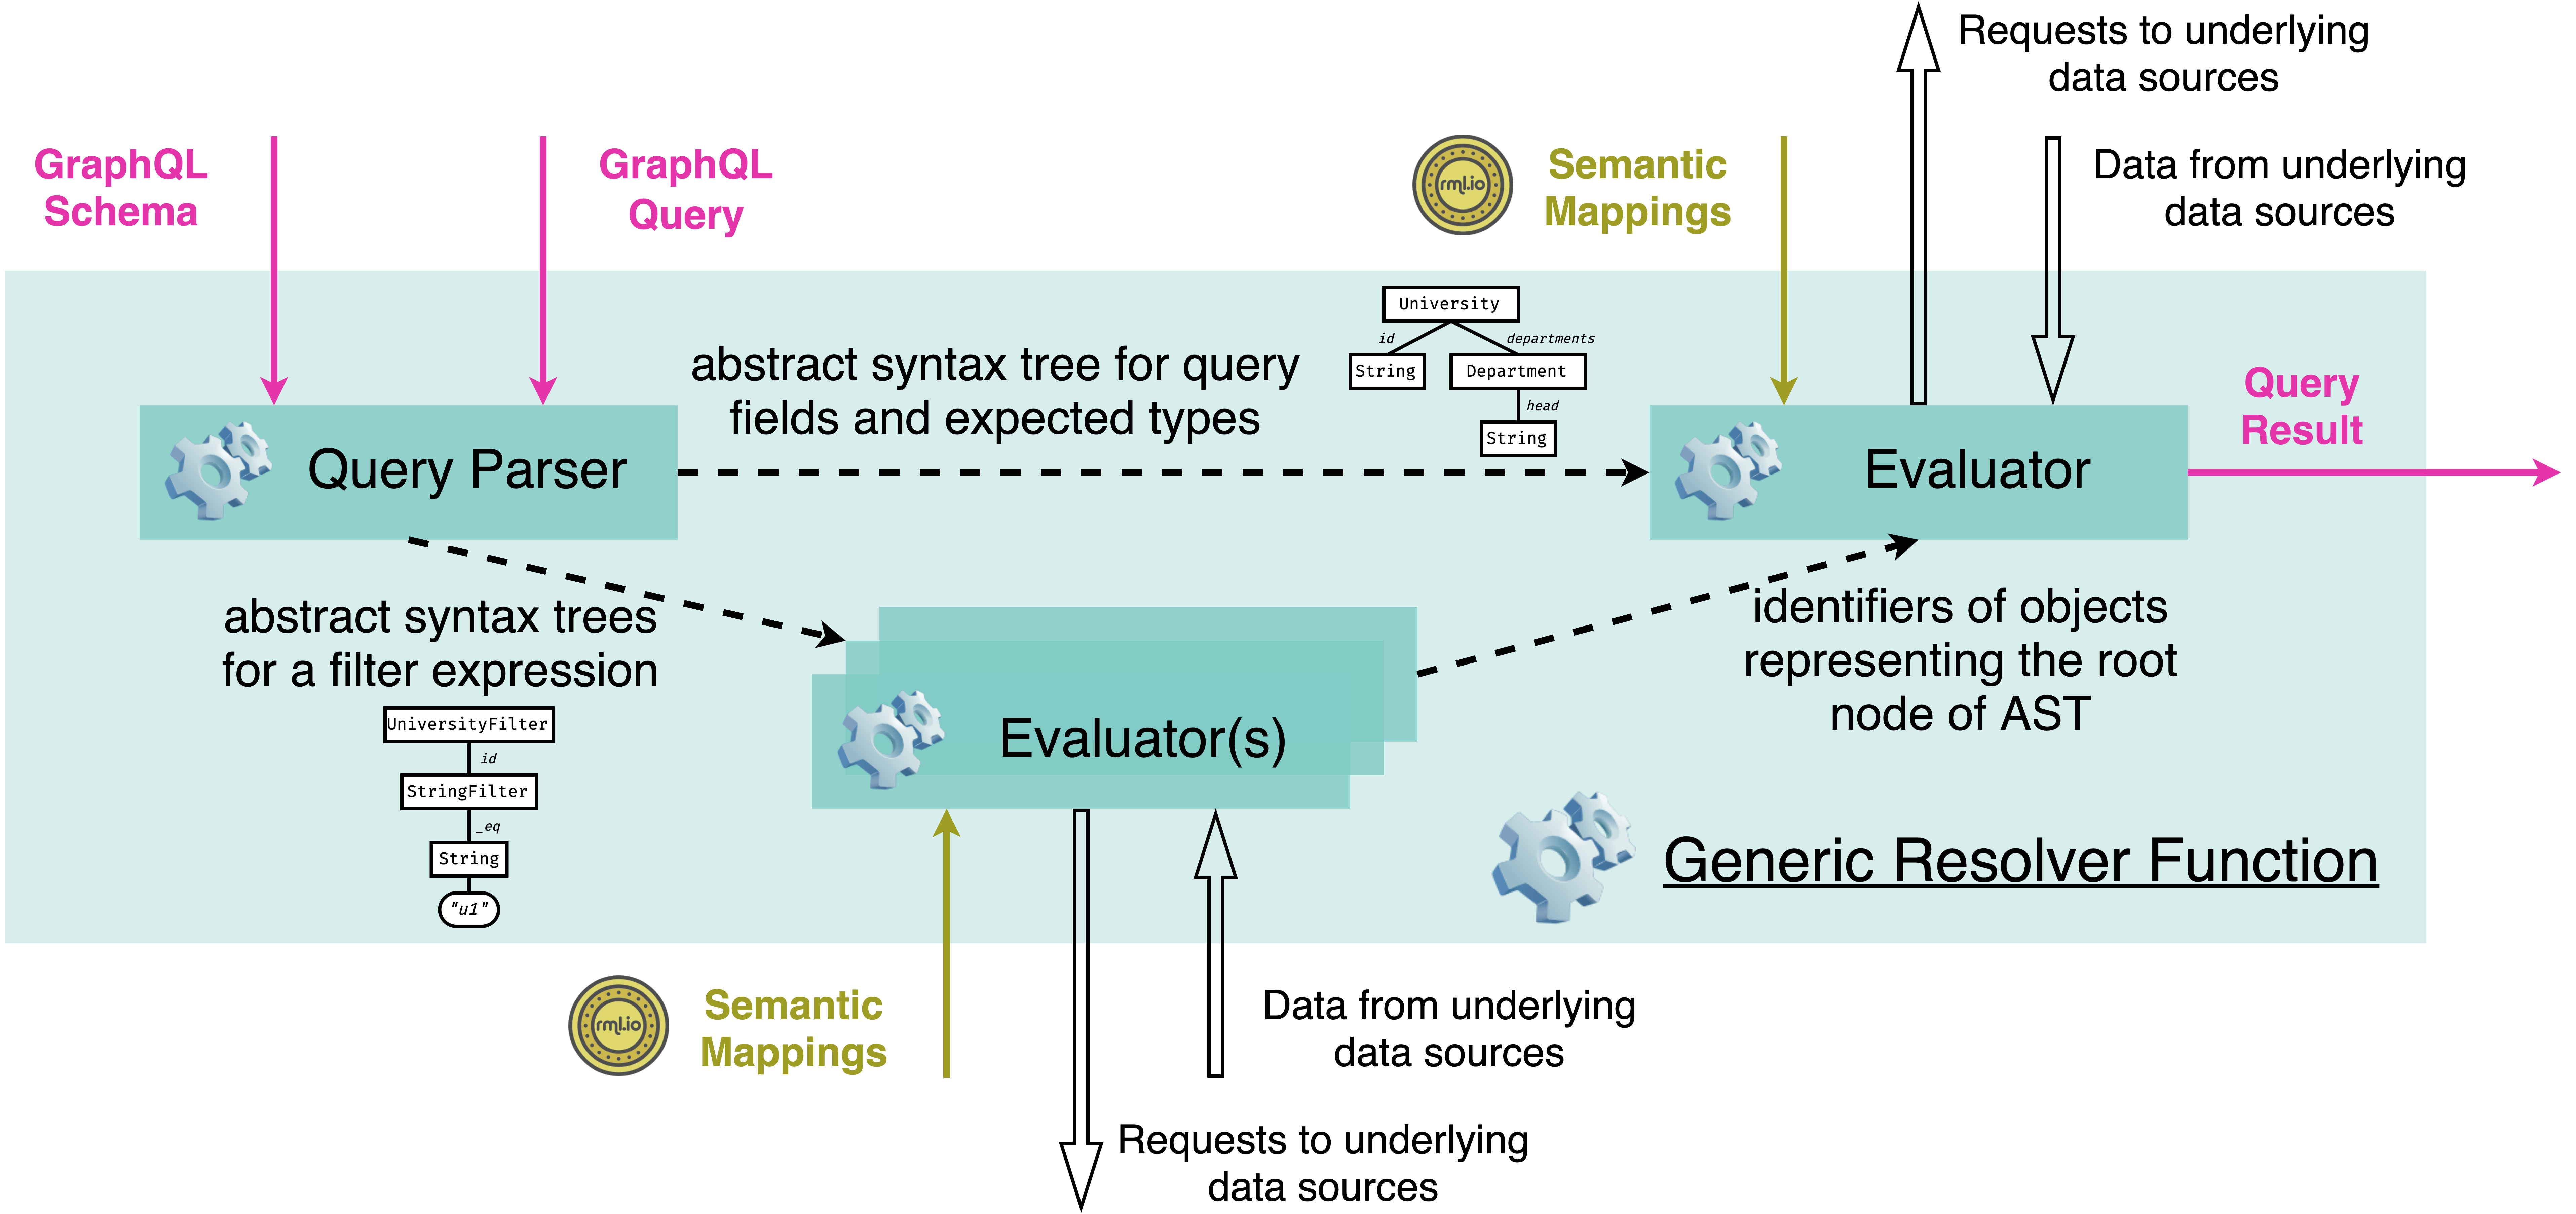 Requests to underlying
data sources
GraphQL
Schema
GraphQL
Query
rml.io
Semantic
Mappings
Data from underlying
data sources
University
id
departments
String
Department
head
String
abstract syntax tree for query
fields and expected types
Query
Result
Query Parser
Evaluator
abstract syntax trees
for a filter expression
identifiers of objects
representing the root
node of AST
UniversityFilter
id
StringFilter
_eq
String
"u1"
Evaluator(s)
Generic Resolver Function
rml.io
Semantic
Mappings
Data from underlying
data sources
Requests to underlying
data sources